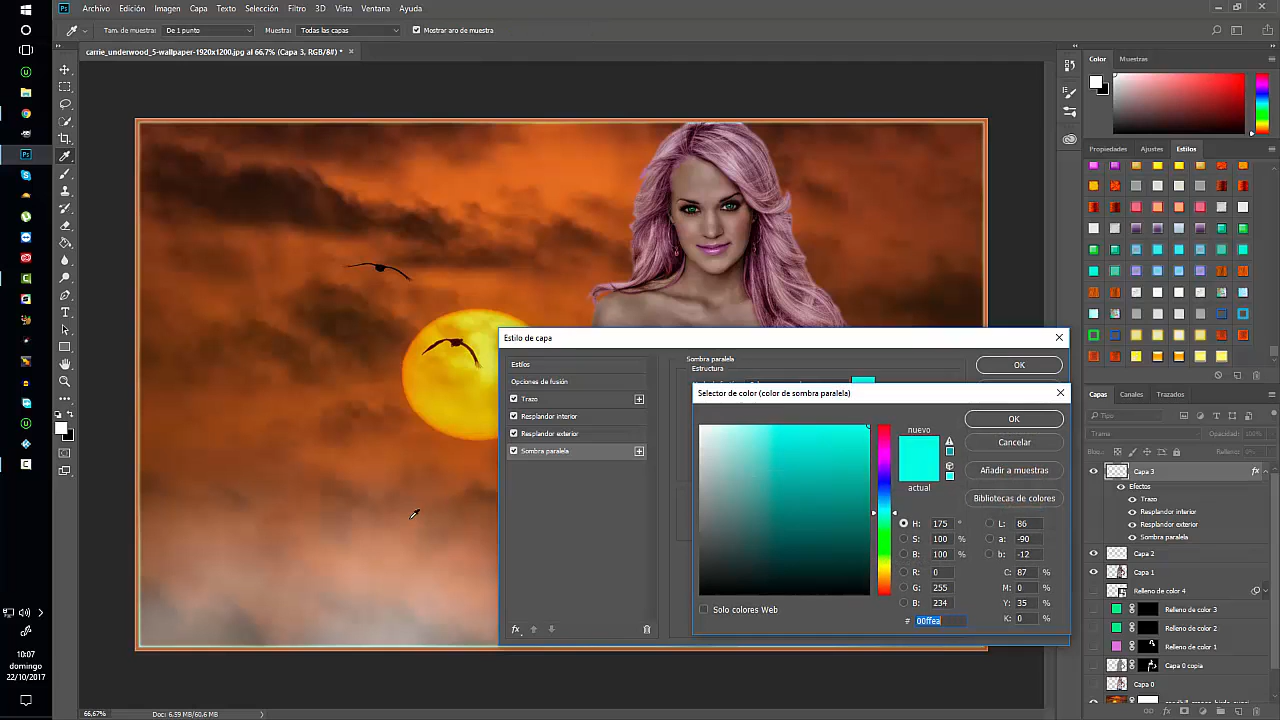 Archivo Edición Imagen Capa Texto Selección Filtro 3D Vista Ventana Ayuda
Tam. de muestra: De 1 punto Muestra: Todas las capas Mostrar aro de muestra
carrie_underwood_5-wallpaper-1920x1200.jpg al 66,7% (Capa 3, RGB/8#) *
Color Muestras
Propiedades Ajustes Estilos
Estilo de capa
Estilos
Opciones de fusión
Trazo
Resplandor interior
Resplandor exterior
Sombra paralela
Sombra paralela
Estructura
OK
Selector de color (color de sombra paralela)
nuevo
actual
OK
Cancelar
Añadir a muestras
Bibliotecas de colores
H: 175 °
S: 100 %
B: 100 %
R: 0
G: 255
B: 234
# 00ffea
L: 86
a: -90
b: -12
C: 87 %
M: 0 %
Y: 35 %
K: 0 %
Solo colores Web
fx
Capas Canales Trazados
Tipo
Trama Opacidad: 100%
Bloq.: Relleno: 0%
Capa 3 fx
Efectos
Trazo
Resplandor interior
Resplandor exterior
Sombra paralela
Capa 2
Capa 1
Relleno de color 4
Relleno de color 3
Relleno de color 2
Relleno de color 1
Capa 0 copia
Capa 0
10:07
domingo
22/10/2017
66,67% Doc: 6.59 MB/60.6 MB